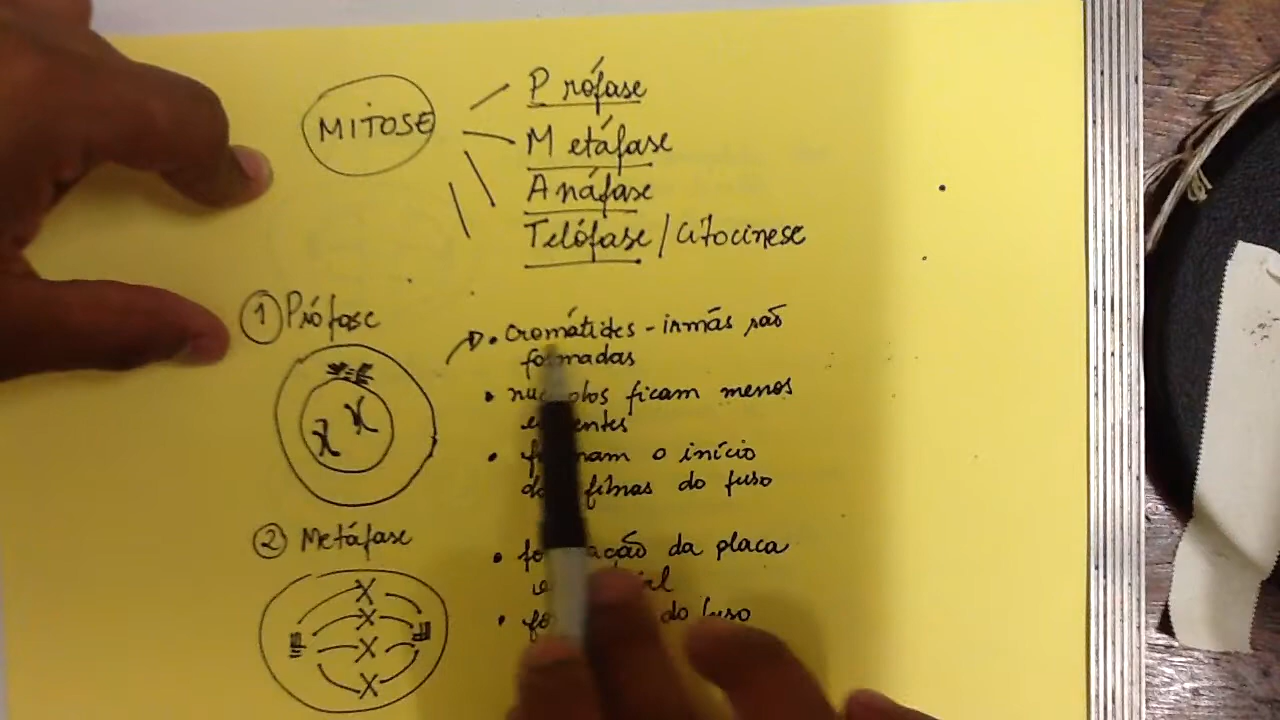 MITOSE
Prófase
Metáfase
Anáfase
Telófase / Citocinese
① Prófase
• Cromátides-irmãs são
formadas
• ficam menos
• o início
fibras do fuso
② Metáfase
• da placa
• do fuso